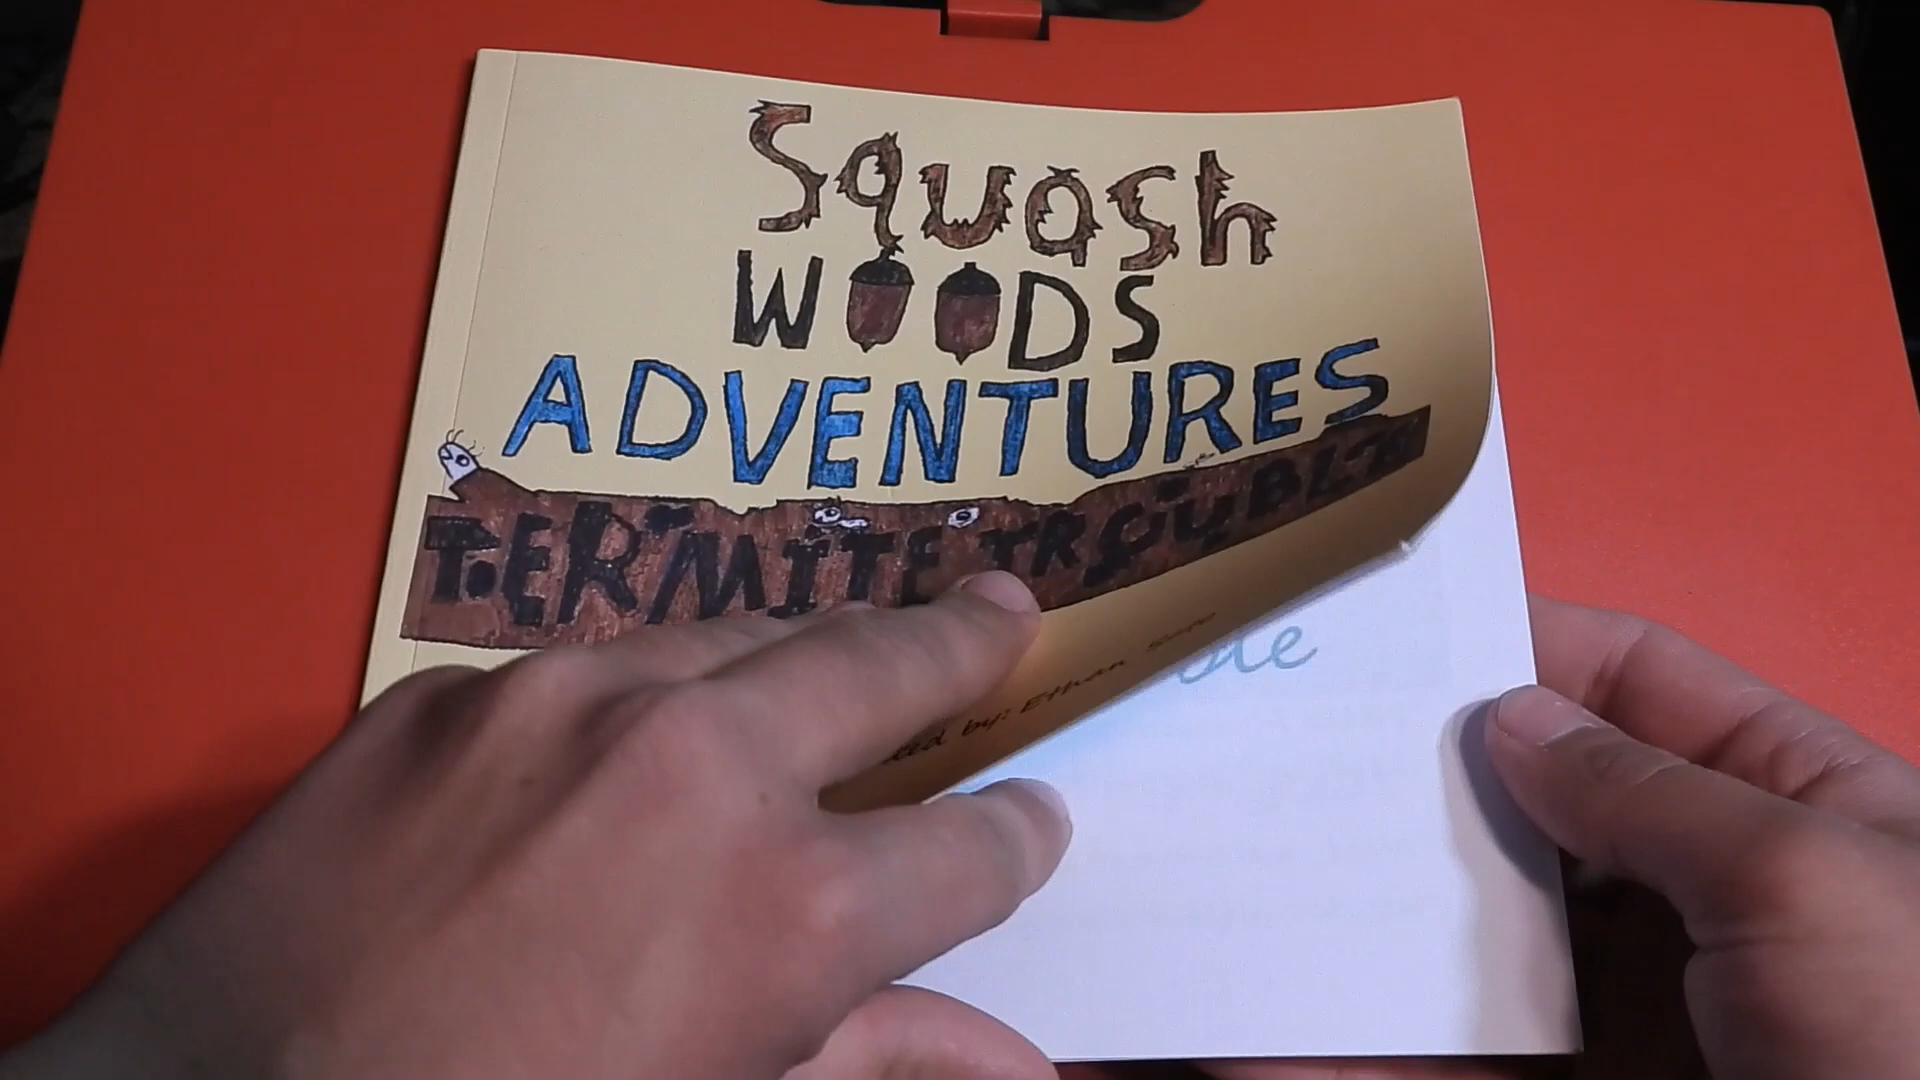 Squash
WOODS
ADVENTURES
TERMITE TROUBLE
by: Ethan